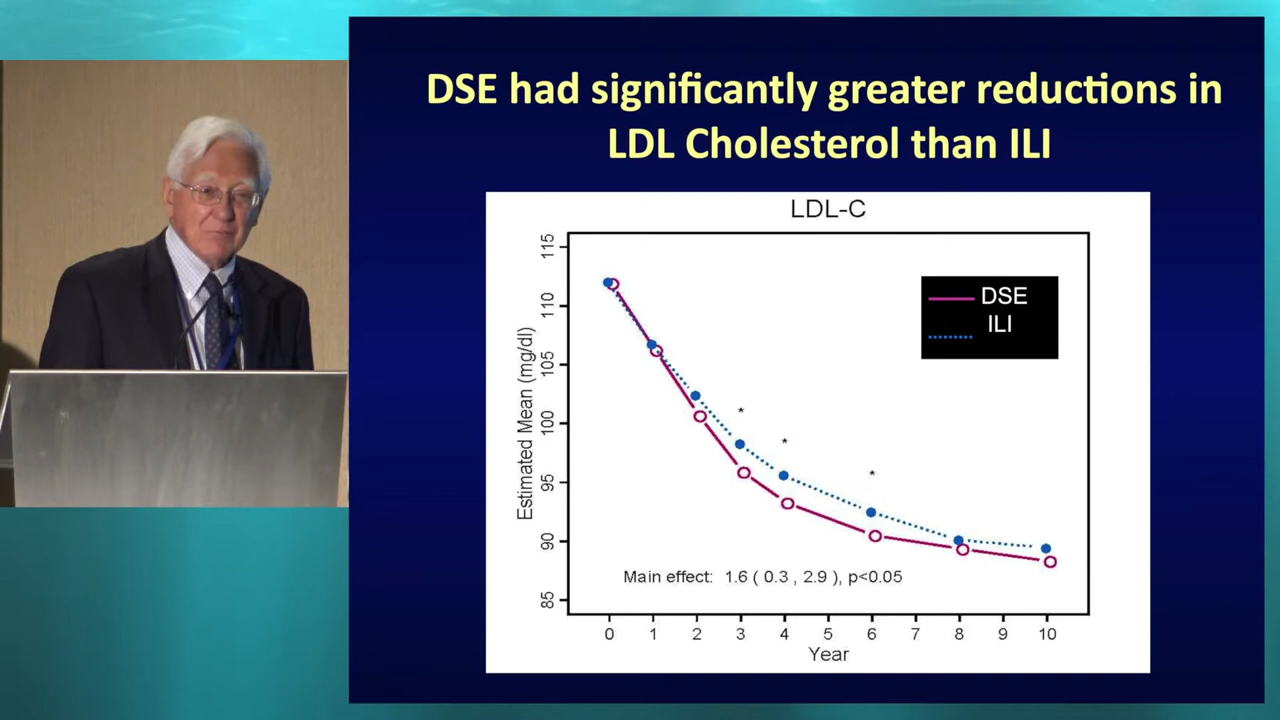 DSE had significantly greater reductions in
LDL Cholesterol than ILI
LDL-C
115
110
105
100
95
90
85
Estimated Mean (mg/dl)
DSE
ILI
*
*
*
Main effect: 1.6 ( 0.3 , 2.9 ), p<0.05
0 1 2 3 4 5 6 7 8 9 10
Year